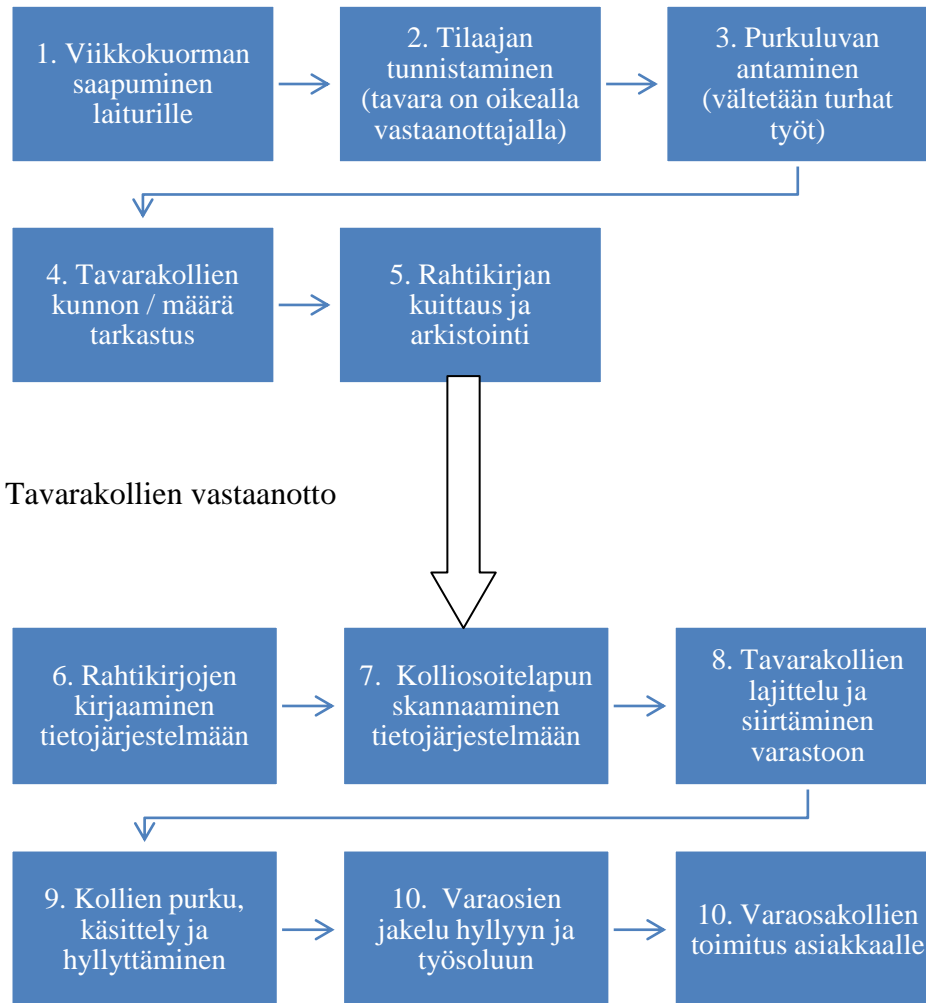 1. Viikkokuorman
saapuminen
laiturille
2. Tilaajan
tunnistaminen
(tavara on oikealla
vastaanottajalla)
3. Purkuluvan
antaminen
(vältetään turhat
työt)
4. Tavarakollien
kunnon / määrä
tarkastus
5. Rahtikirjan
kuittaus ja
arkistointi
Tavarakollien vastaanotto
6. Rahtikirjojen
kirjaaminen
tietojärjestelmään
7. Kolliosoitelapun
skannaaminen
tietojärjestelmään
8. Tavarakollien
lajittelu ja
siirtäminen
varastoon
9. Kollien purku,
käsittely ja
hyllyttäminen
10. Varaosien
jakelu hyllyyn ja
työsoluun
10. Varaosakollien
toimitus asiakkaalle